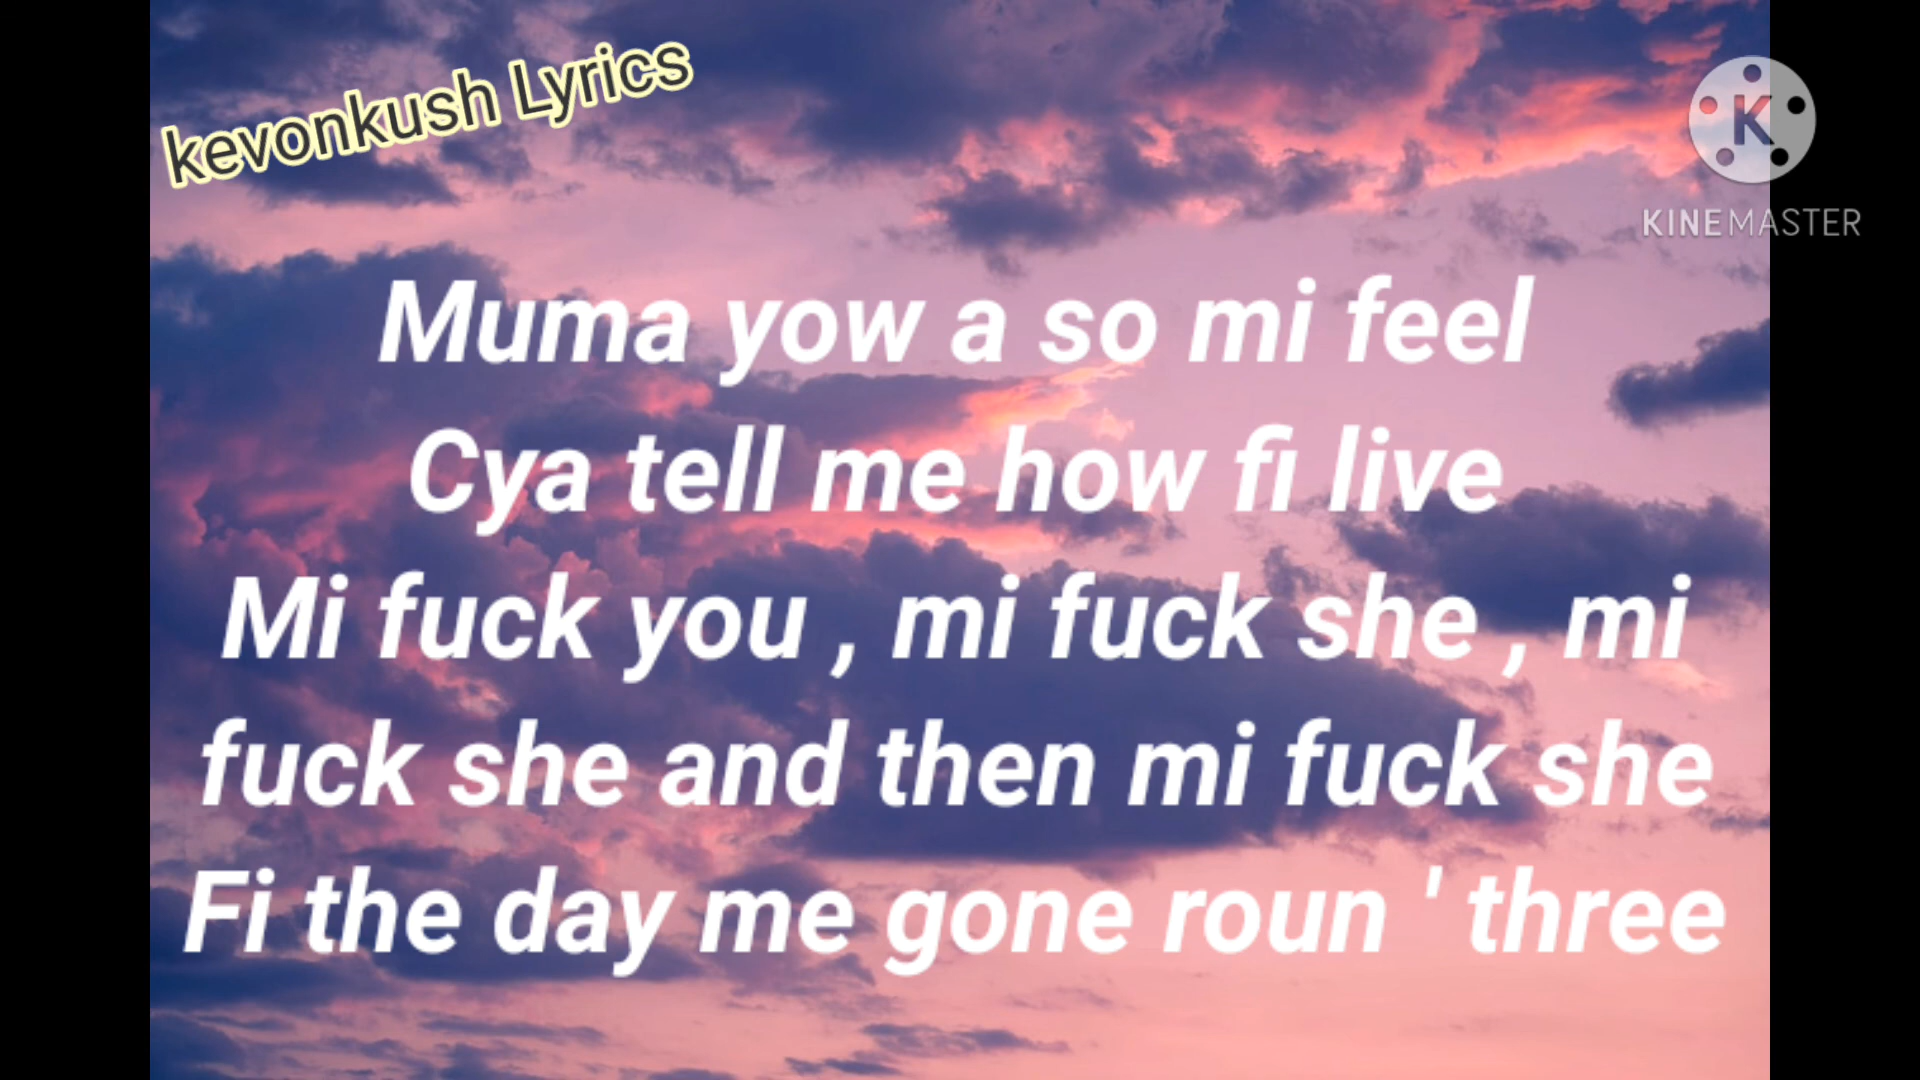 kevonkush Lyrics
K
KINEMASTER
Muma yow a so mi feel
Cya tell me how fi live
Mi fuck you , mi fuck she , mi
fuck she and then mi fuck she
Fi the day me gone roun ' three